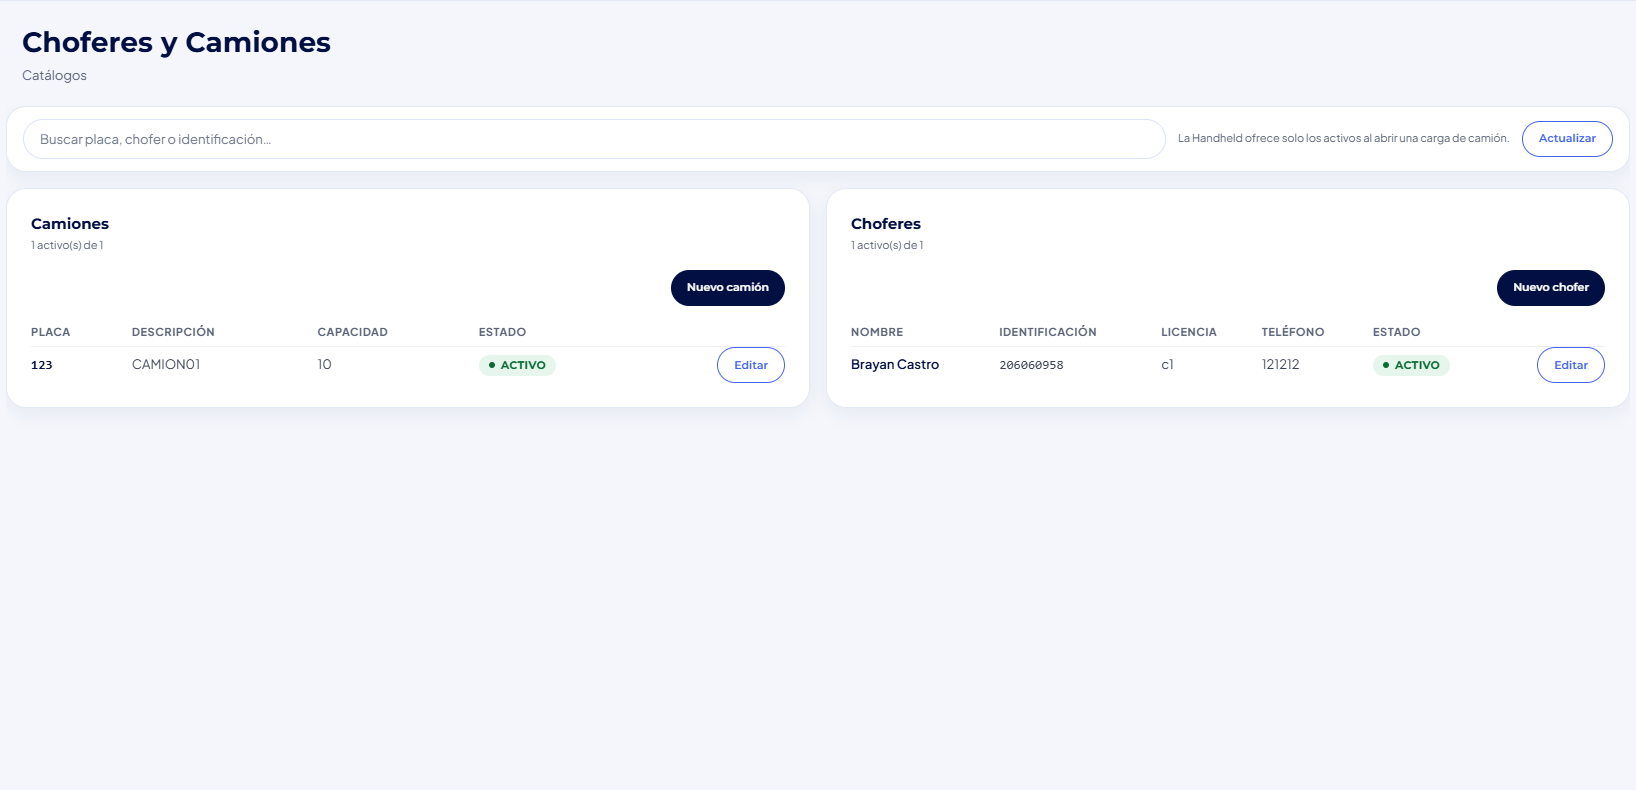 Choferes y Camiones
Catálogos
Buscar placa, chofer o identificación...
La Handheld ofrece solo los activos al abrir una carga de camión.
Actualizar
Camiones
1 activo(s) de 1
Nuevo camión
PLACA DESCRIPCIÓN CAPACIDAD ESTADO
123 CAMION01 10 ACTIVO Editar
Choferes
1 activo(s) de 1
Nuevo chofer
NOMBRE IDENTIFICACIÓN LICENCIA TELÉFONO ESTADO
Brayan Castro 206060958 c1 121212 ACTIVO Editar